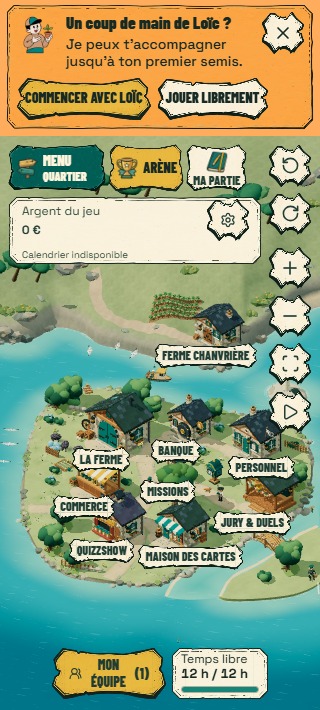 Un coup de main de Loïc ?
Je peux t'accompagner
jusqu'à ton premier semis.
COMMENCER AVEC LOÏC
JOUER LIBREMENT
MENU
QUARTIER
ARÈNE
MA PARTIE
Argent du jeu
0 €
Calendrier indisponible
FERME CHANVRIÈRE
LA FERME
BANQUE
PERSONNEL
MISSIONS
COMMERCE
JURY & DUELS
QUIZZSHOW
MAISON DES CARTES
MON
ÉQUIPE
(1)
Temps libre
12 h / 12 h